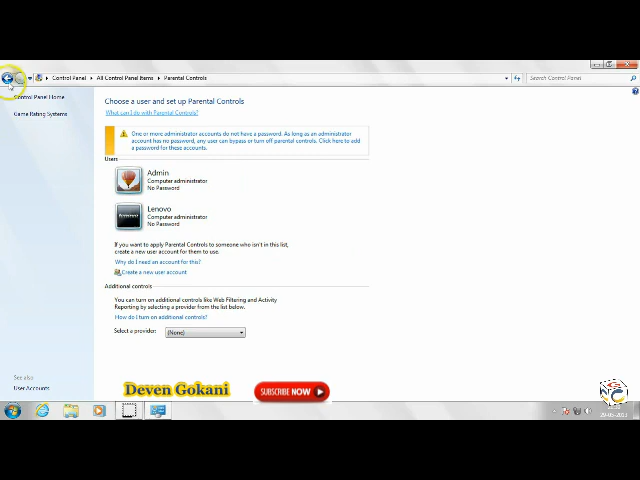 Control Panel ▸ All Control Panel Items ▸ Parental Controls
Search Control Panel
Control Panel Home
Game Rating Systems
Choose a user and set up Parental Controls
What can I do with Parental Controls?
One or more administrator accounts do not have a password. As long as an administrator
account has no password, any user can bypass or turn off parental controls. Click here to add
a password for these accounts.
Users
Admin
Computer administrator
No Password
Lenovo
Computer administrator
No Password
If you want to apply Parental Controls to someone who isn't in this list,
create a new user account for them to use.
Why do I need an account for this?
Create a new user account
Additional controls
You can turn on additional controls like Web Filtering and Activity
Reporting by selecting a provider from the list below.
How do I turn on additional controls?
Select a provider:
(None)
See also
User Accounts
Deven Gokani
SUBSCRIBE NOW